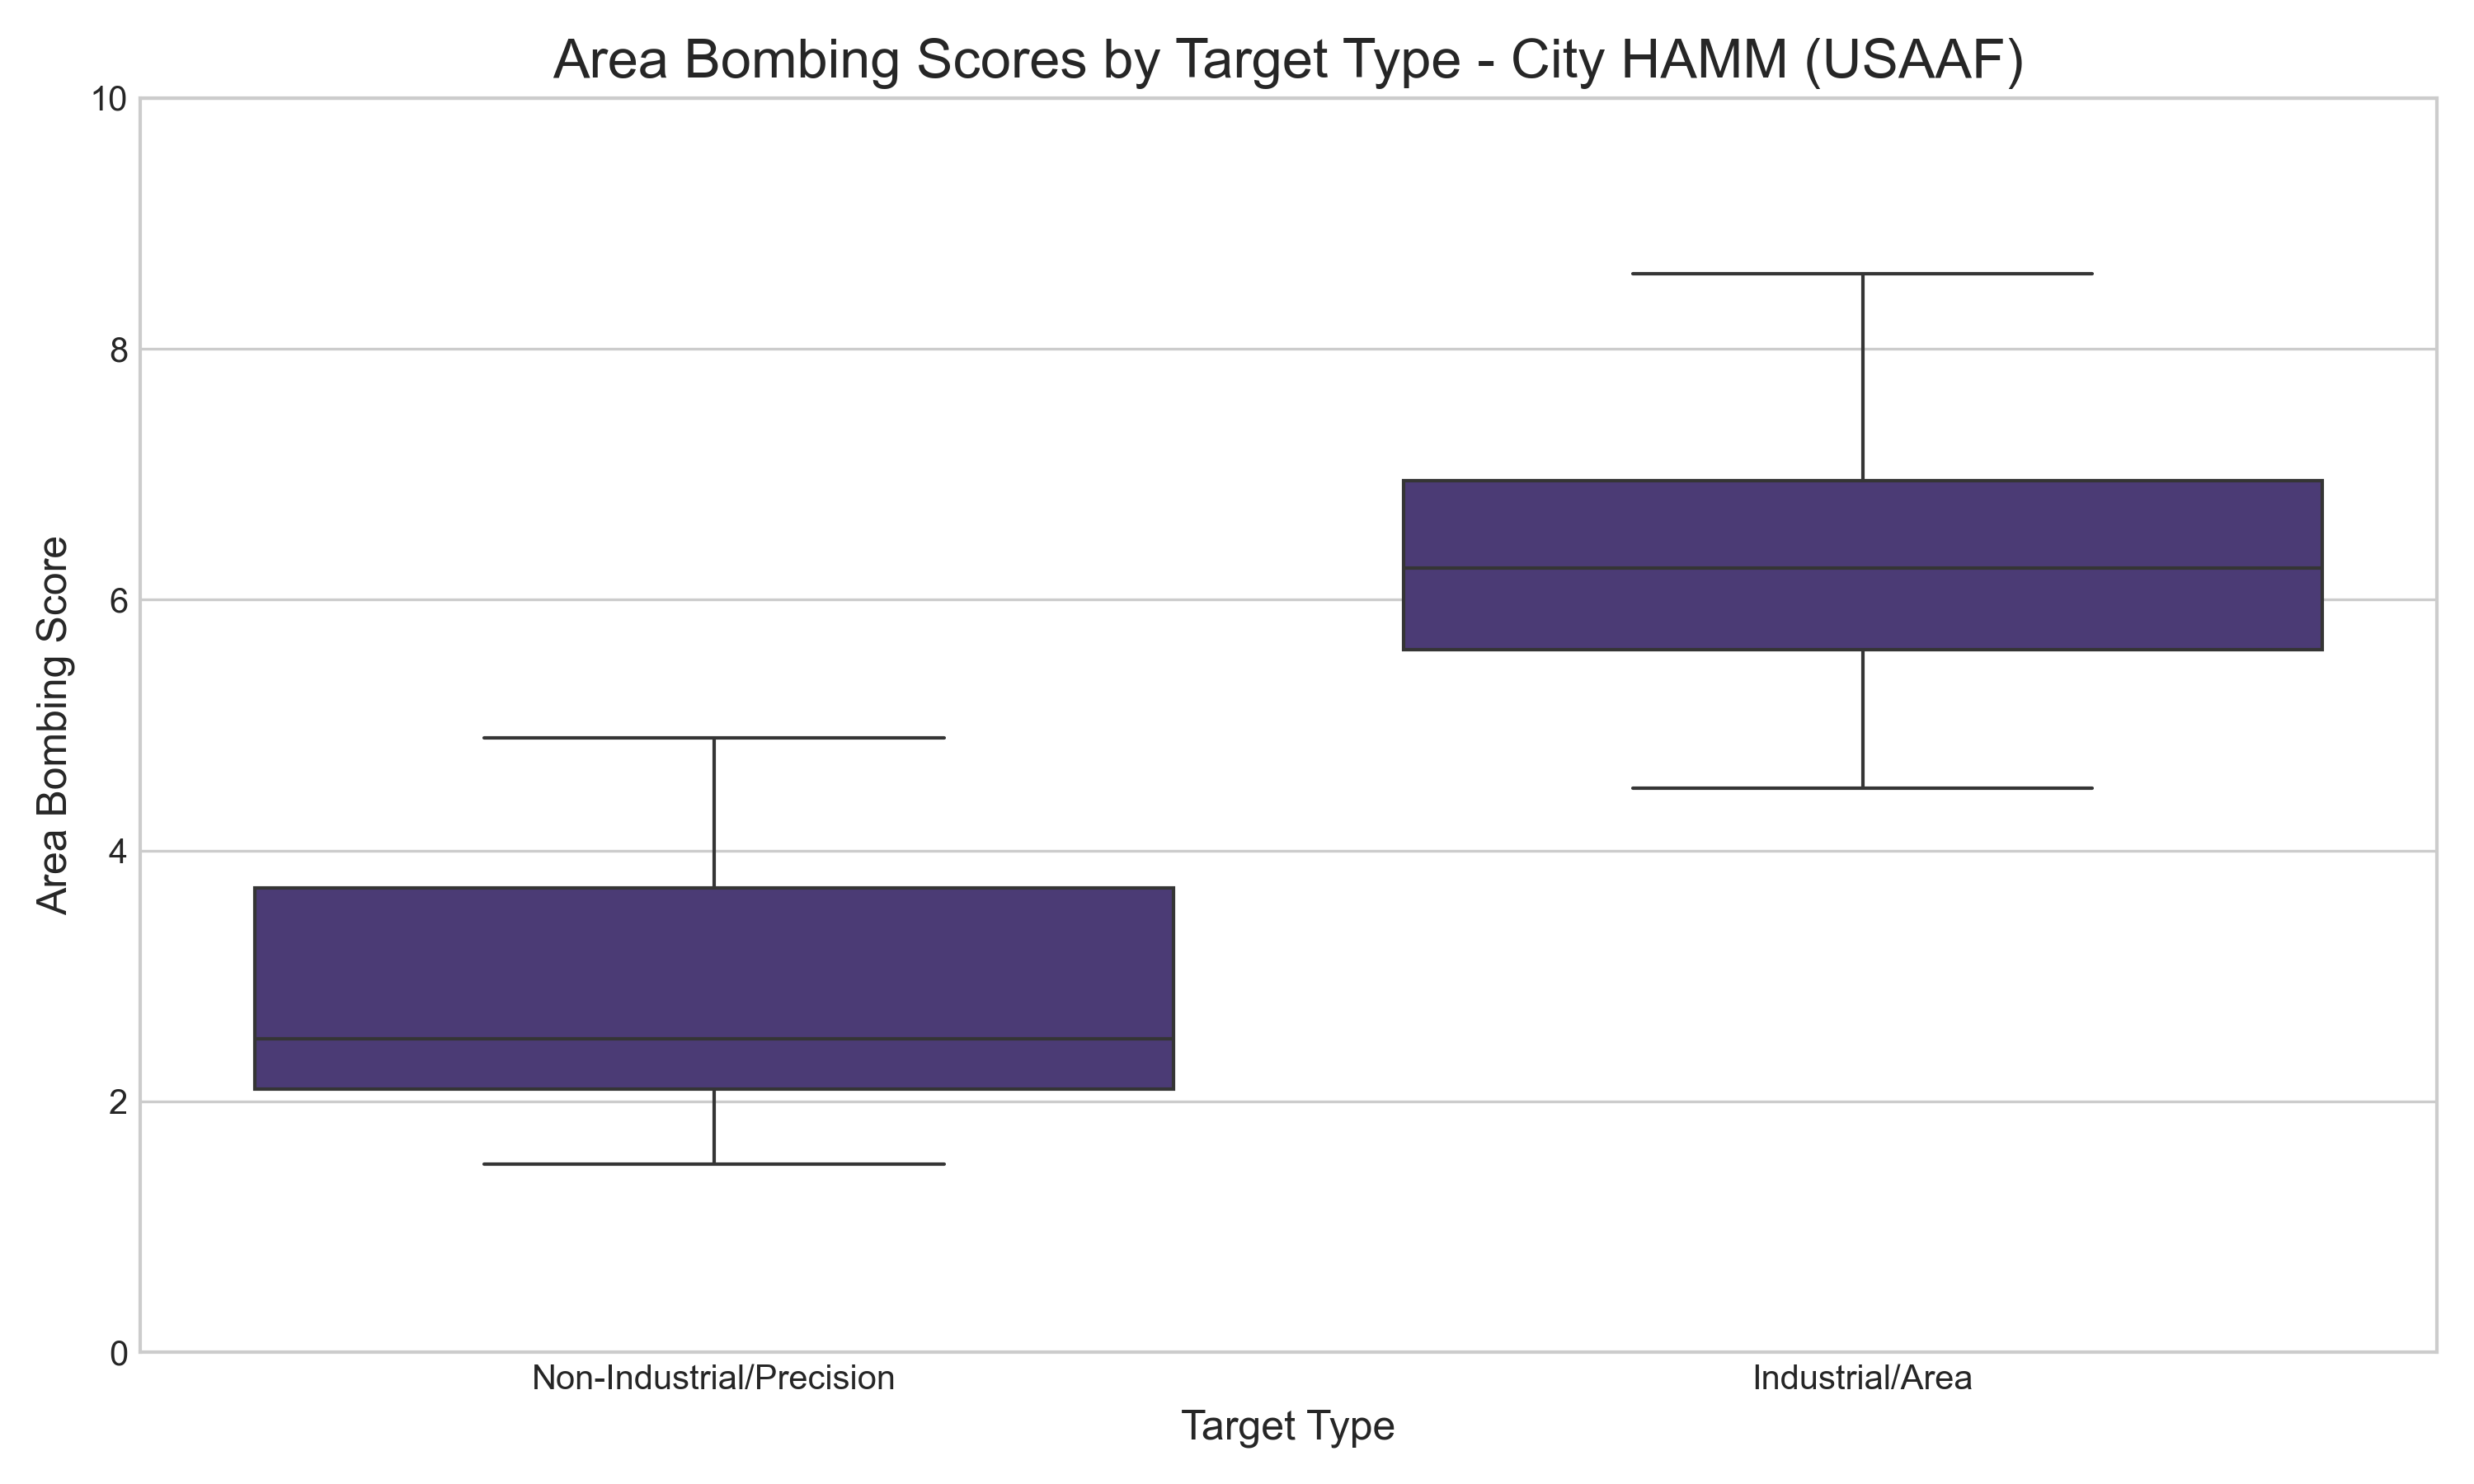 Area Bombing Scores by Target Type - City HAMM (USAAF)
10
8
6
4
2
0
Area Bombing Score
Non-Industrial/Precision
Industrial/Area
Target Type